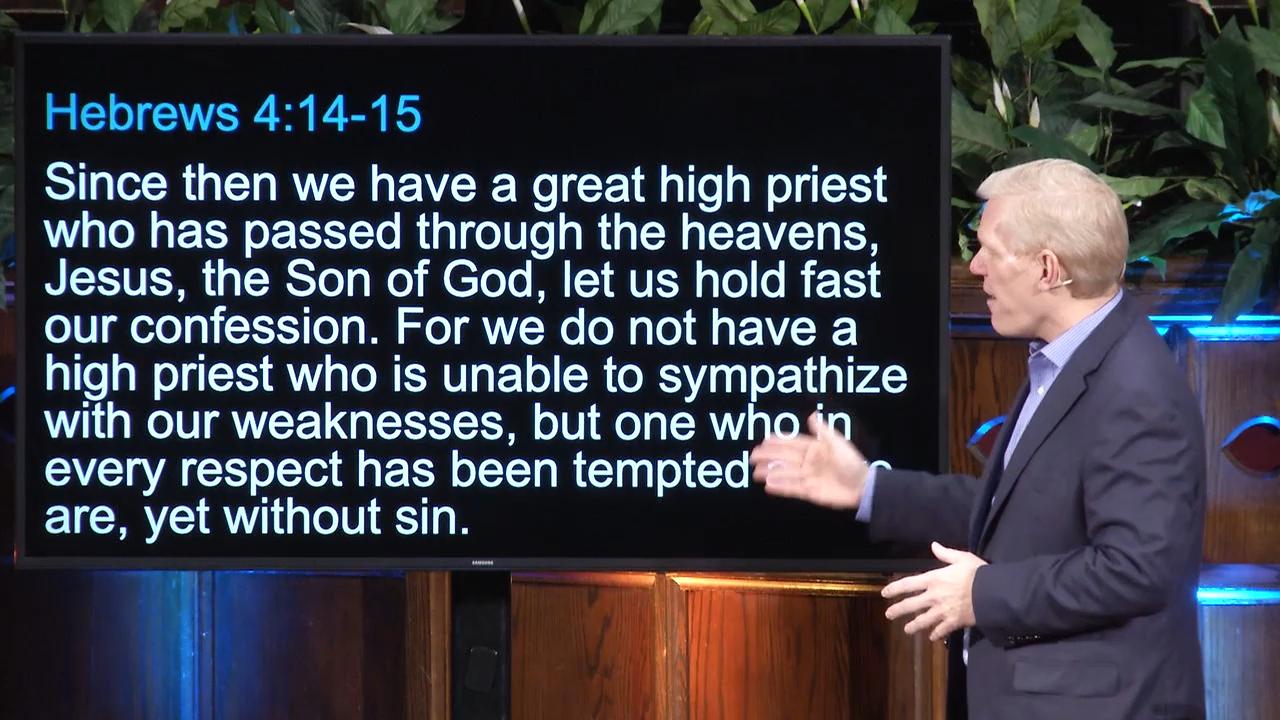 Hebrews 4:14-15
Since then we have a great high priest
who has passed through the heavens,
Jesus, the Son of God, let us hold fast
our confession. For we do not have a
high priest who is unable to sympathize
with our weaknesses, but one who in
every respect has been tempted
are, yet without sin.
SAMSUNG